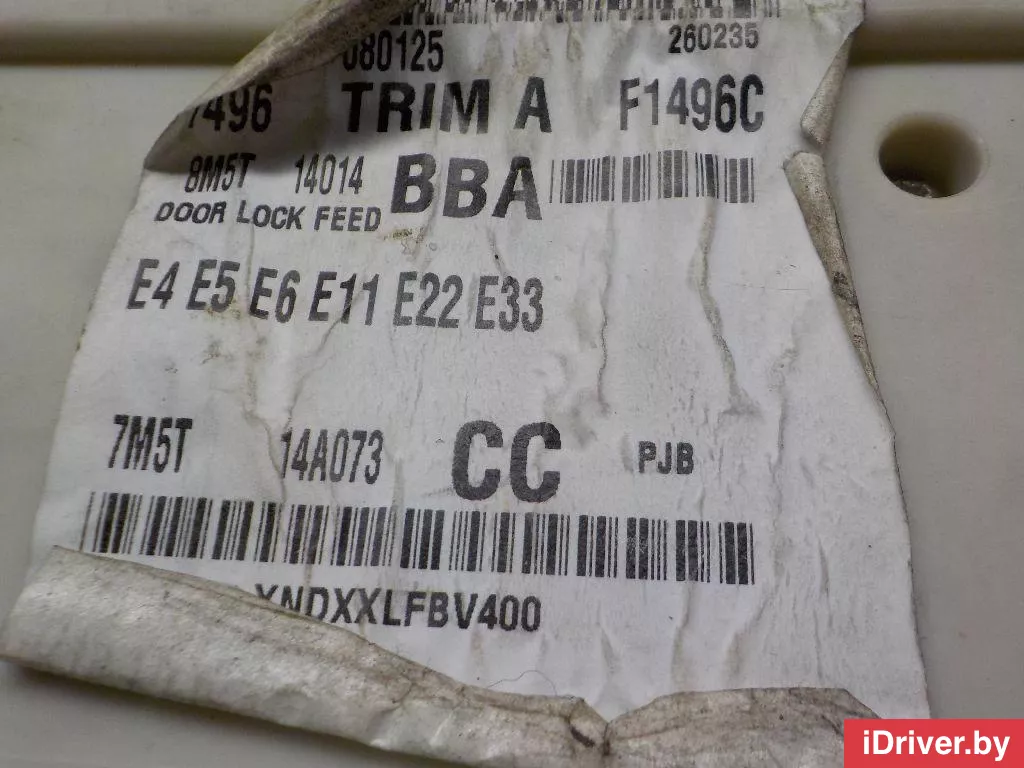 080125 260235
7496 TRIM A F1496C
8M5T 14014 BBA
DOOR LOCK FEED
E4 E5 E6 E11 E22 E33
7M5T 14A073 CC PJB
XNDXXLFBV400
iDriver.by